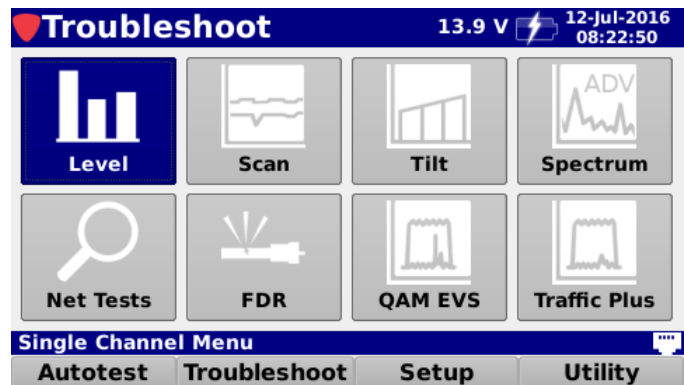 Troubleshoot 13.9 V 12-Jul-2016
08:22:50
ADV
Level Scan Tilt Spectrum
Net Tests FDR QAM EVS Traffic Plus
Single Channel Menu
Autotest Troubleshoot Setup Utility